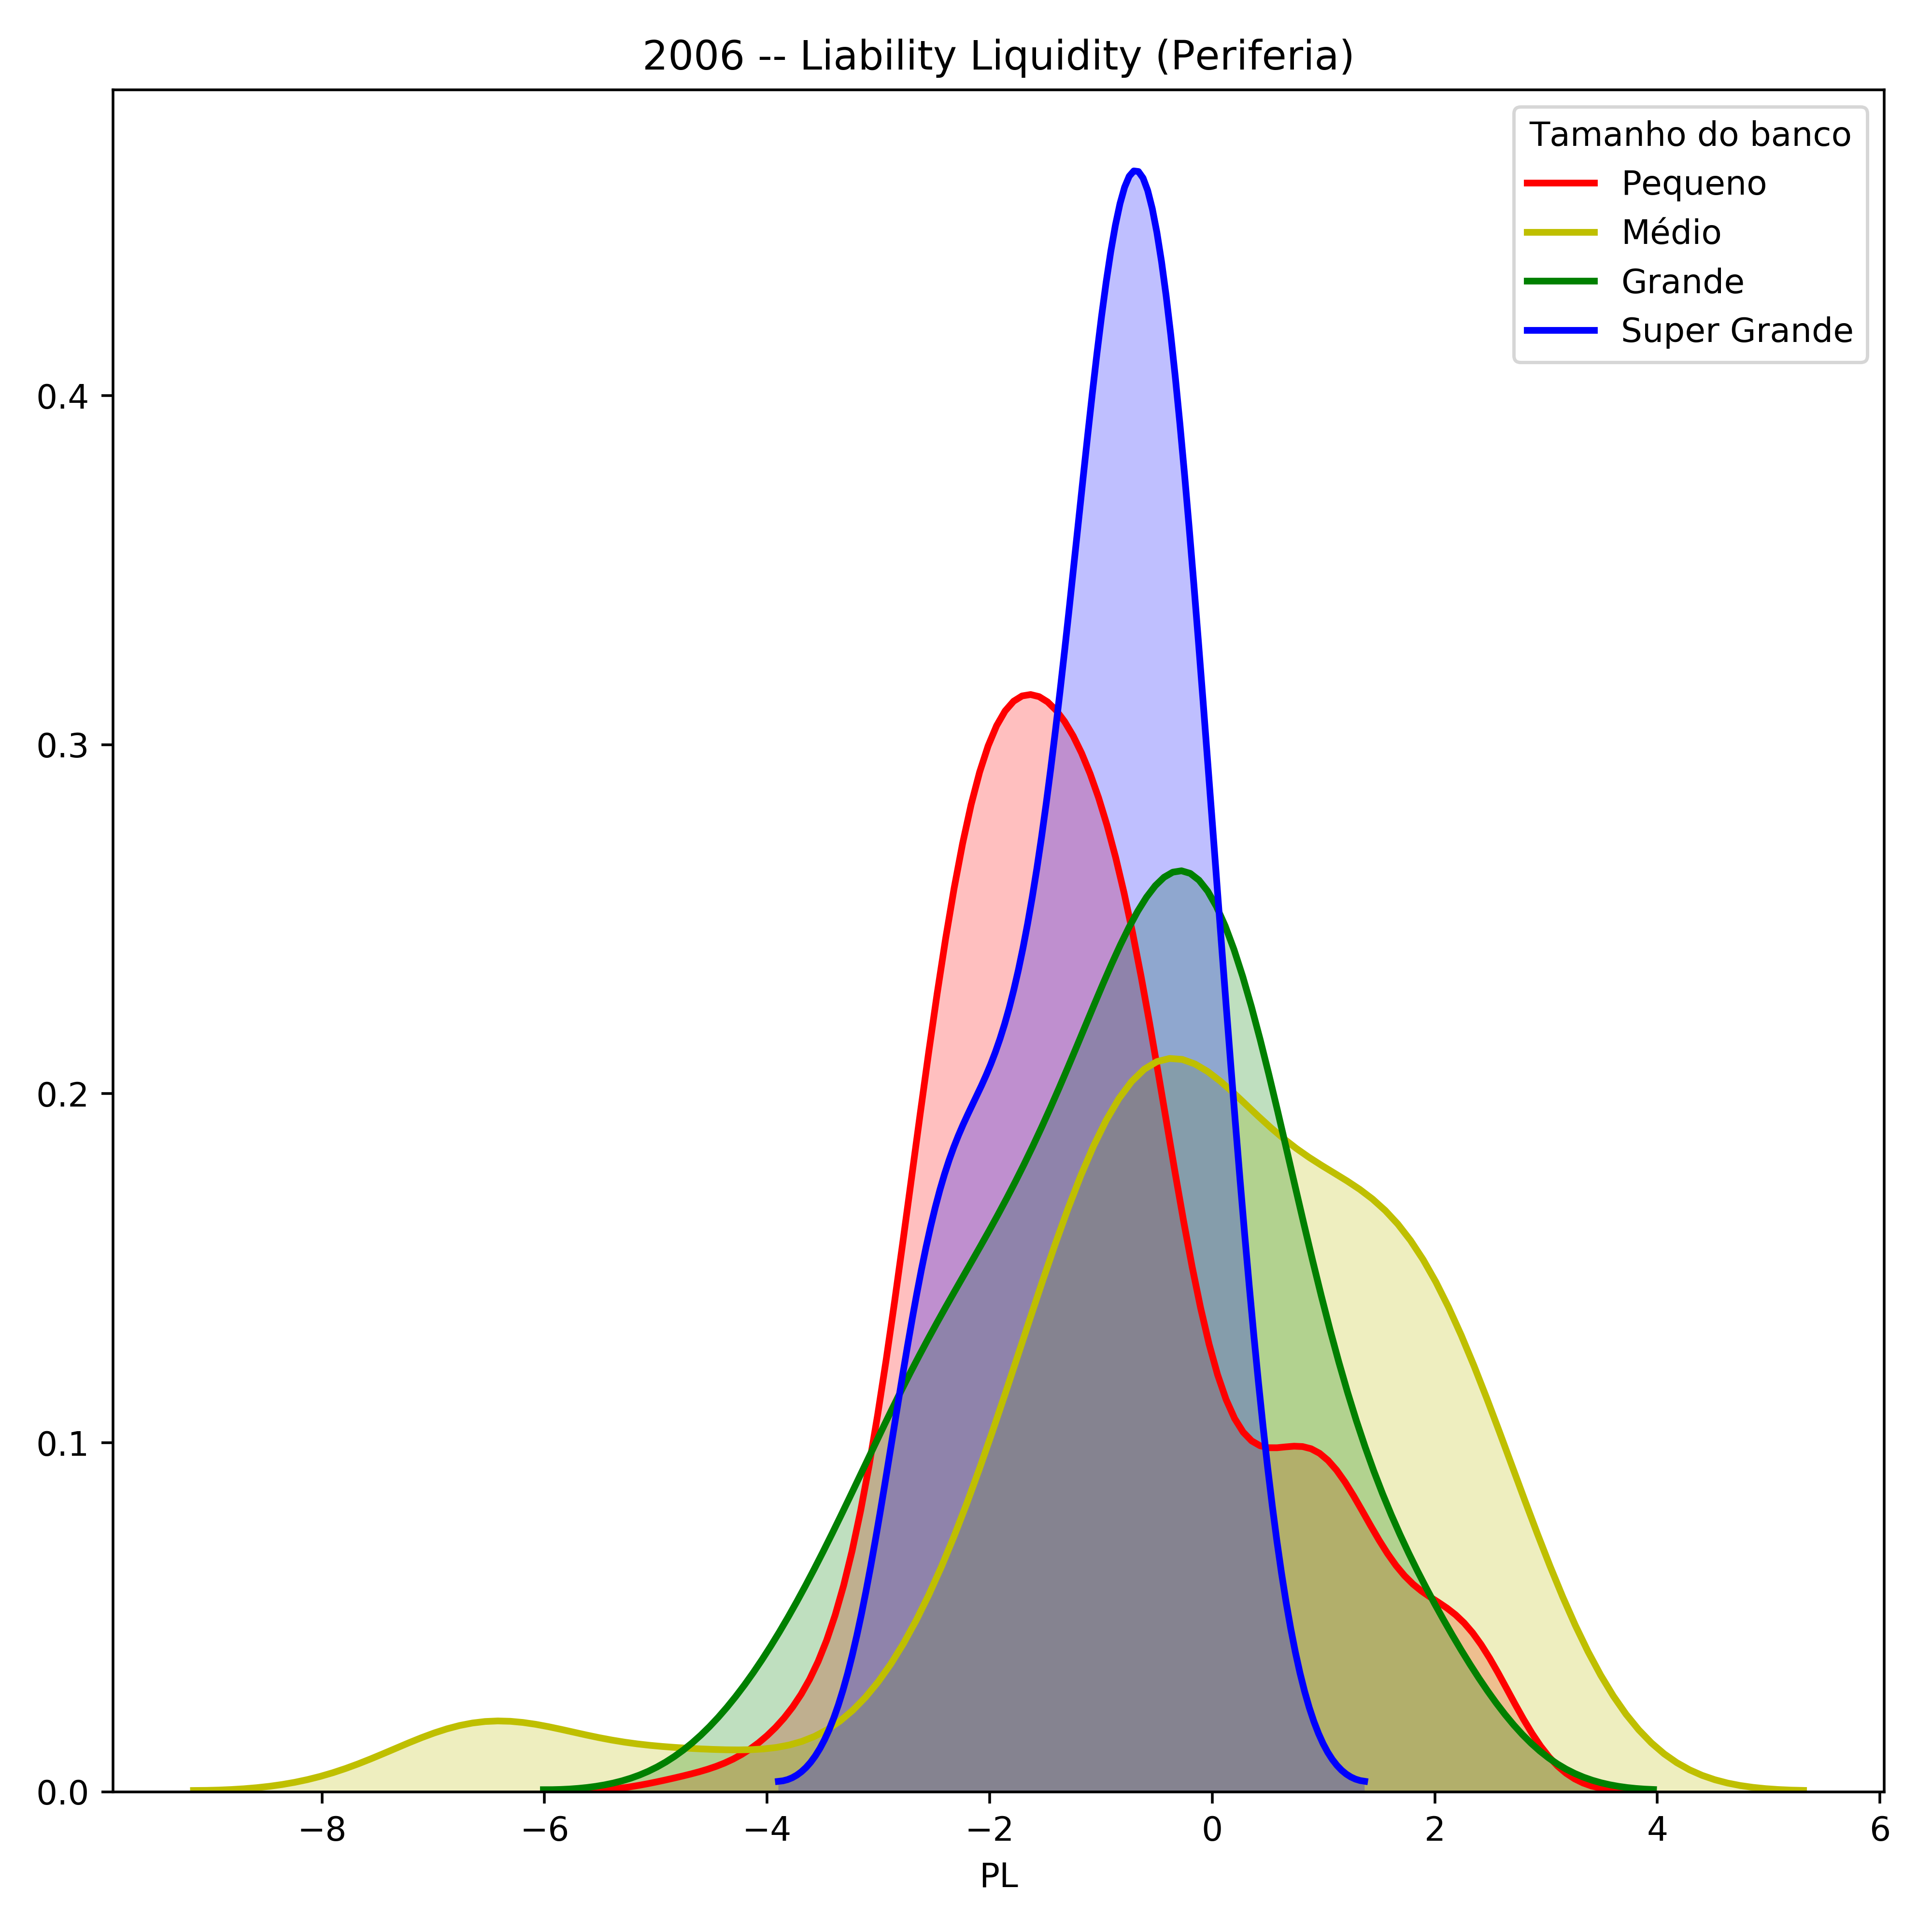 2006 -- Liability Liquidity (Periferia)
Tamanho do banco
Pequeno
Médio
Grande
Super Grande
0.4
0.3
0.2
0.1
0.0
−8 −6 −4 −2 0 2 4 6
PL